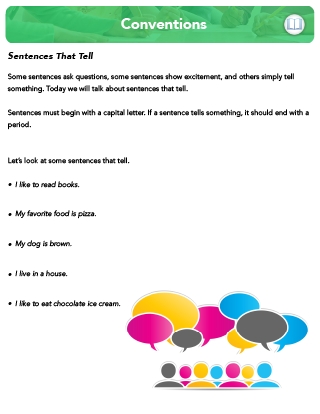 Conventions
Sentences That Tell
Some sentences ask questions, some sentences show excitement, and others simply tell
something. Today we will talk about sentences that tell.
Sentences must begin with a capital letter. If a sentence tells something, it should end with a
period.
Let's look at some sentences that tell.
• I like to read books.
• My favorite food is pizza.
• My dog is brown.
• I live in a house.
• I like to eat chocolate ice cream.